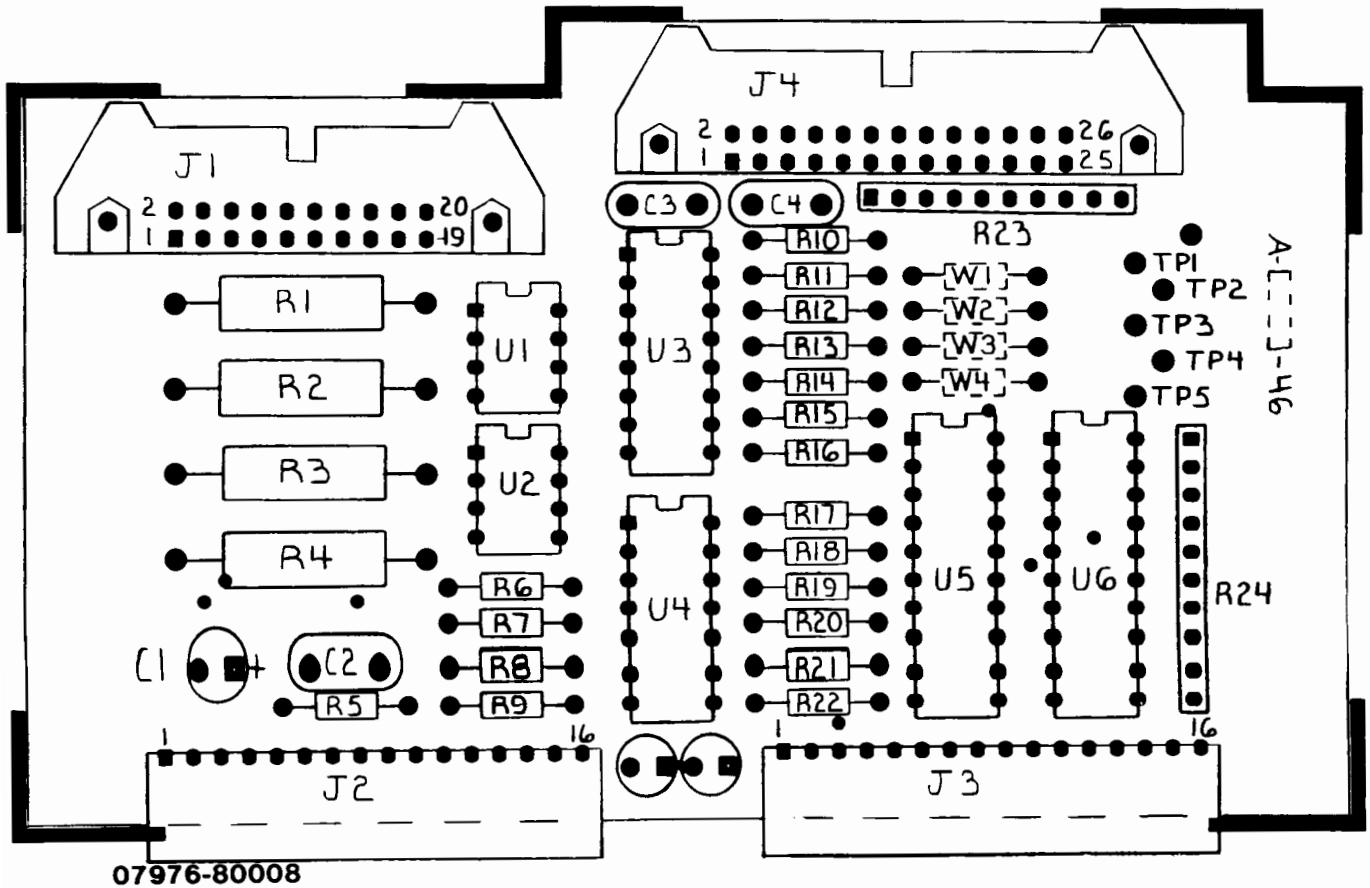 J4
2 26
1 25
J1
2 20
1 19
C3
C4
R23
R10
R11
R12
R13
R14
R15
R16
W1
W2
W3
W4
TP1
TP2
TP3
TP4
TP5
A-[ ]-46
R1
R2
R3
R4
U1
U2
U3
U4
R17
R18
R19
R20
R21
R22
U5
U6
R24
R6
R7
R8
R9
C1 +
C2
R5
1 16
J2
1 16
J3
07976-80008